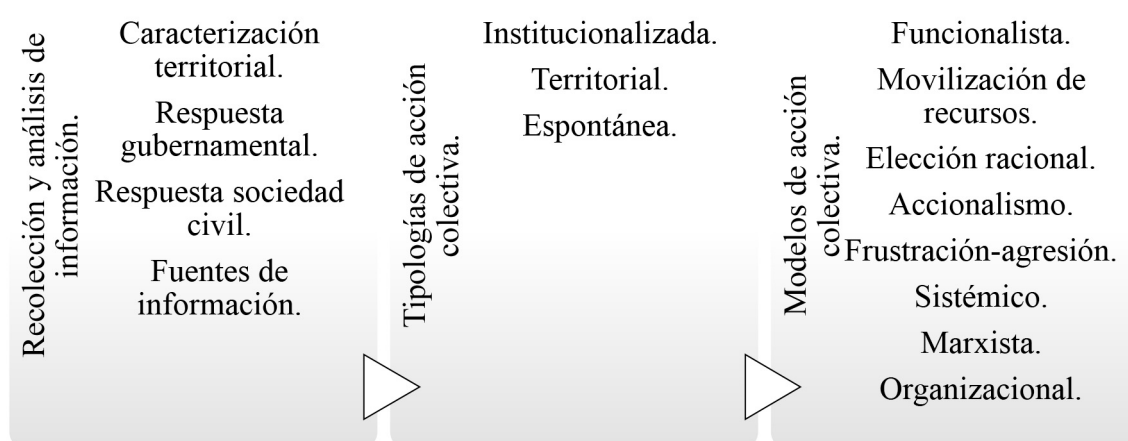 Recolección y análisis de
información.
Caracterización
territorial.
Respuesta
gubernamental.
Respuesta sociedad
civil.
Fuentes de
información.
Tipologías de acción
colectiva.
Institucionalizada.
Territorial.
Espontánea.
Modelos de acción
colectiva.
Funcionalista.
Movilización de
recursos.
Elección racional.
Accionalismo.
Frustración-agresión.
Sistémico.
Marxista.
Organizacional.